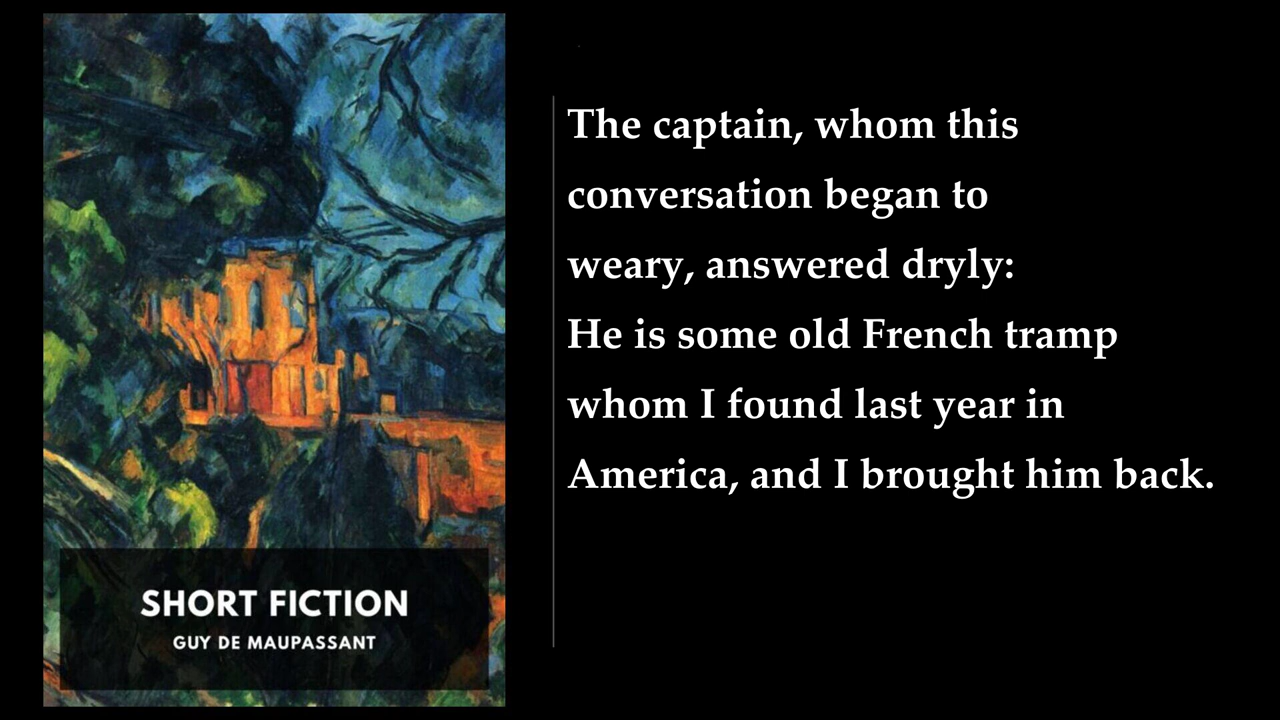 The captain, whom this
conversation began to
weary, answered dryly:
He is some old French tramp
whom I found last year in
America, and I brought him back.
SHORT FICTION
GUY DE MAUPASSANT